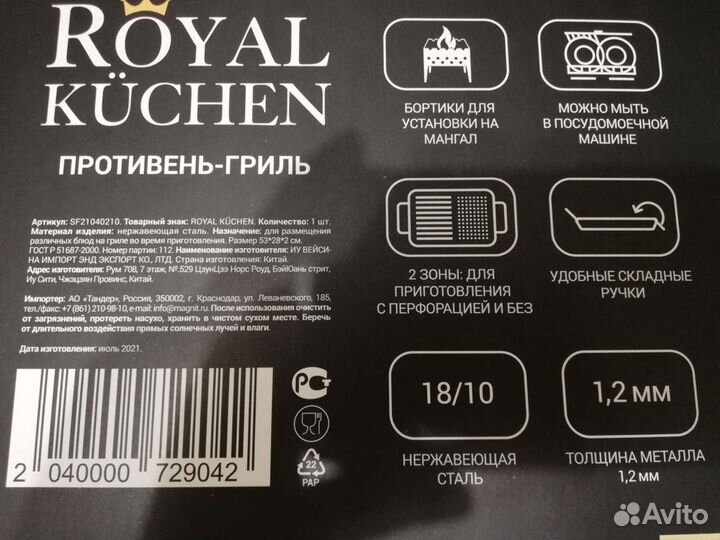 ROYAL
KÜCHEN
ПРОТИВЕНЬ-ГРИЛЬ
Артикул: SF21040210. Товарный знак: ROYAL KÜCHEN. Количество: 1 шт.
Материал изделия: нержавеющая сталь. Назначение: для размещения
различных блюд на гриле во время приготовления. Размер 53*28*2 см.
ГОСТ Р 51687-2000. Номер партии: 112. Наименование изготовителя: ИУ ВЕЙСИ-
НА ИМПОРТ ЭНД ЭКСПОРТ КО., ЛТД. Страна изготовления: Китай.
Адрес изготовителя: Рум 708, 7 этаж, №.529 ЦзунЦзэ Норс Роуд, БэйЮань стрит,
Иу Сити, Чжэцзян Провинс, Китай.
Импортер: АО «Тандер», Россия, 350002, г. Краснодар, ул. Леваневского, 185,
тел./факс: +7 (861) 210-98-10, e-mail: info@magnit.ru. После использования очистить
от загрязнений, протереть насухо, хранить в чистом сухом месте. Беречь
от длительного воздействия прямых солнечных лучей и влаги.
Дата изготовления: июль 2021.
2 040000 729042
РСТ
22
PAP
БОРТИКИ ДЛЯ
УСТАНОВКИ НА
МАНГАЛ
МОЖНО МЫТЬ
В ПОСУДОМОЕЧНОЙ
МАШИНЕ
2 ЗОНЫ: ДЛЯ
ПРИГОТОВЛЕНИЯ
С ПЕРФОРАЦИЕЙ И БЕЗ
УДОБНЫЕ СКЛАДНЫЕ
РУЧКИ
18/10
НЕРЖАВЕЮЩАЯ
СТАЛЬ
1,2 мм
ТОЛЩИНА МЕТАЛЛА
1,2 мм
Avito